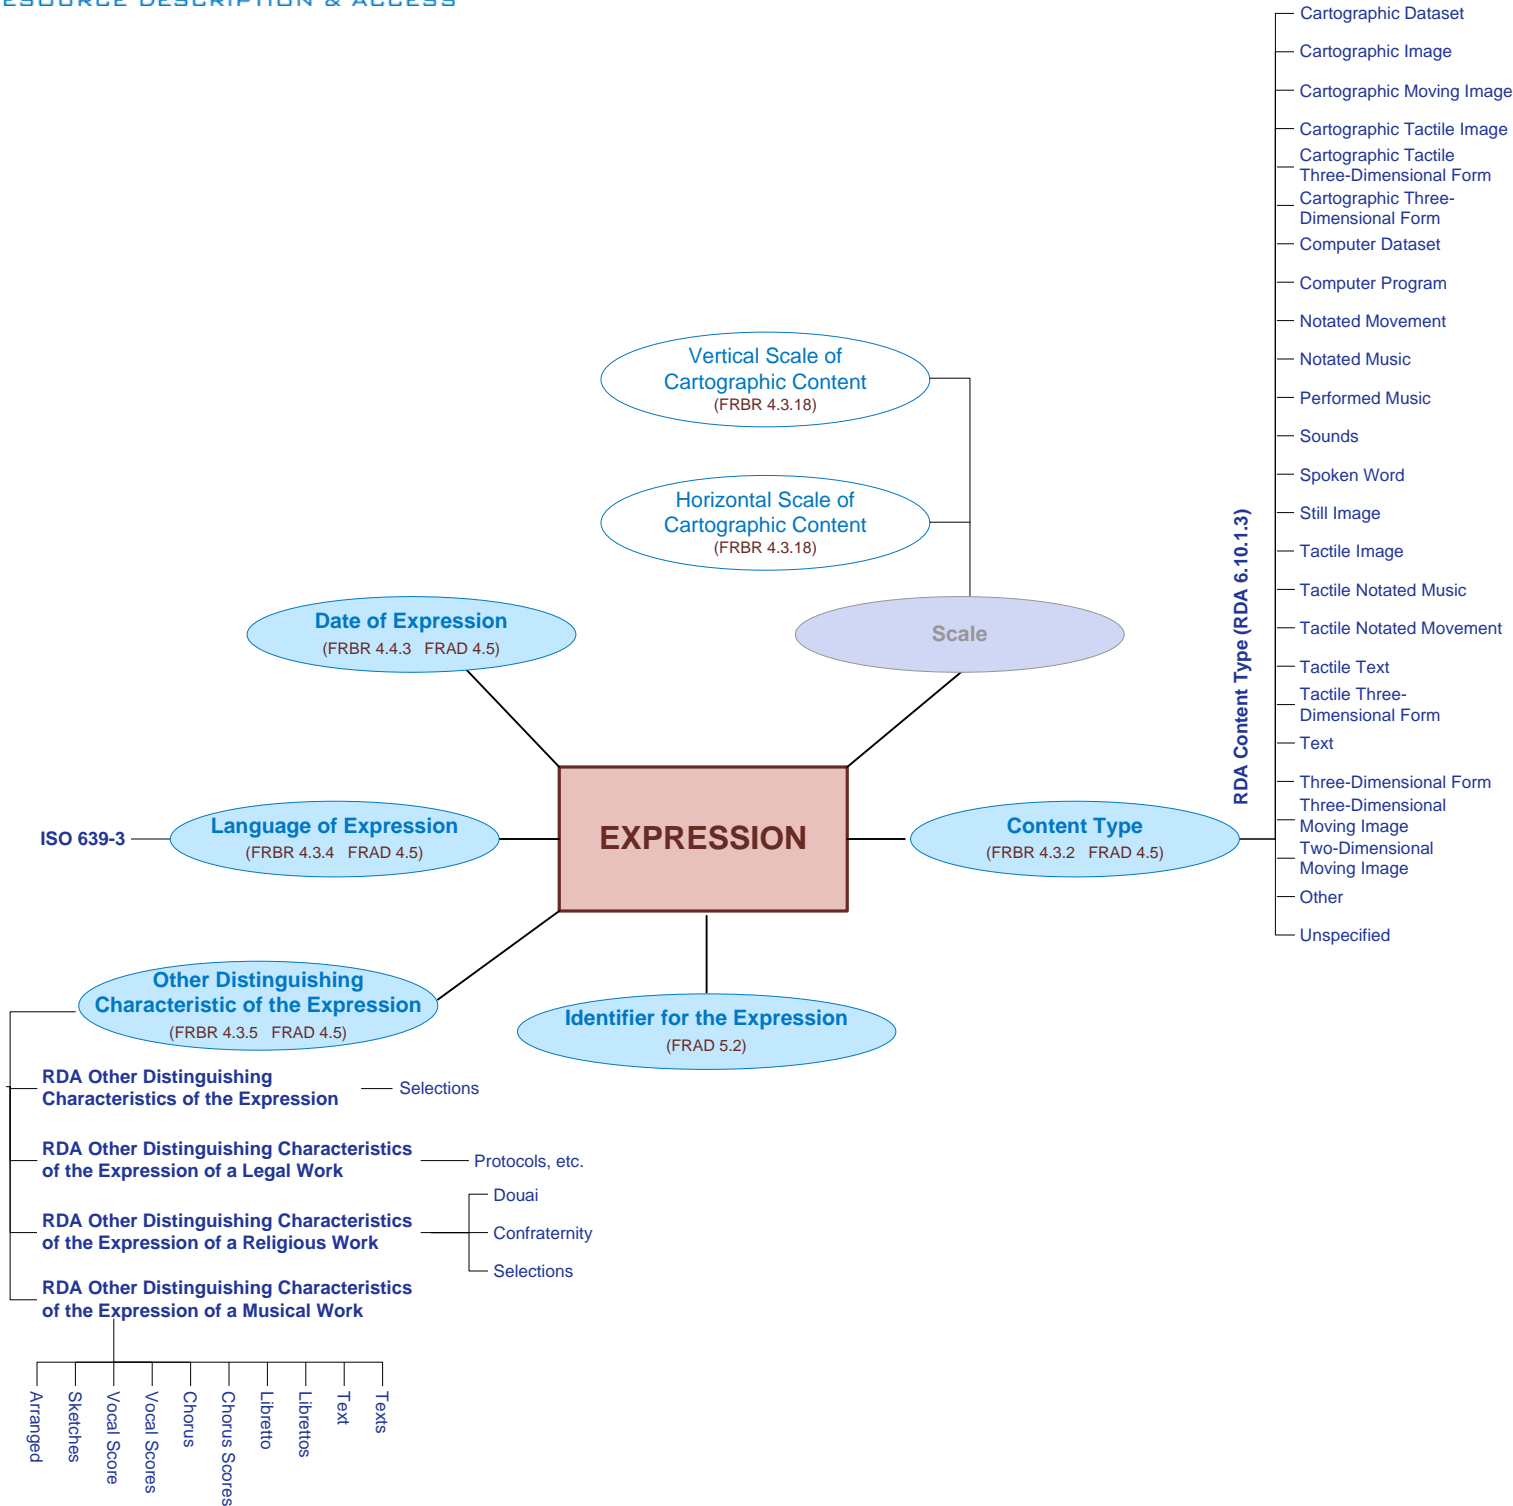 RESOURCE DESCRIPTION & ACCESS
Cartographic Dataset
Cartographic Image
Cartographic Moving Image
Cartographic Tactile Image
Cartographic Tactile
Three-Dimensional Form
Cartographic Three-
Dimensional Form
Computer Dataset
Computer Program
Notated Movement
Notated Music
Performed Music
Sounds
Spoken Word
Still Image
Tactile Image
Tactile Notated Music
Tactile Notated Movement
Tactile Text
Tactile Three-
Dimensional Form
Text
Three-Dimensional Form
Three-Dimensional
Moving Image
Two-Dimensional
Moving Image
Other
Unspecified
RDA Content Type (RDA 6.10.1.3)
Vertical Scale of
Cartographic Content
(FRBR 4.3.18)
Horizontal Scale of
Cartographic Content
(FRBR 4.3.18)
Date of Expression
(FRBR 4.4.3 FRAD 4.5)
Scale
ISO 639-3
Language of Expression
(FRBR 4.3.4 FRAD 4.5)
EXPRESSION
Content Type
(FRBR 4.3.2 FRAD 4.5)
Other Distinguishing
Characteristic of the Expression
(FRBR 4.3.5 FRAD 4.5)
Identifier for the Expression
(FRAD 5.2)
RDA Other Distinguishing
Characteristics of the Expression
Selections
RDA Other Distinguishing Characteristics
of the Expression of a Legal Work
Protocols, etc.
RDA Other Distinguishing Characteristics
of the Expression of a Religious Work
Douai
Confraternity
Selections
RDA Other Distinguishing Characteristics
of the Expression of a Musical Work
Arranged
Sketches
Vocal Score
Vocal Scores
Chorus
Chorus Scores
Libretto
Librettos
Text
Texts